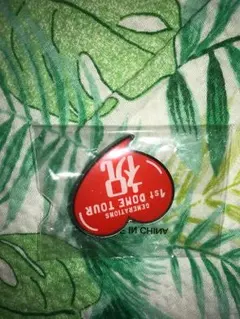 IN CHINA
GENERATIONS
1st DOME TOUR